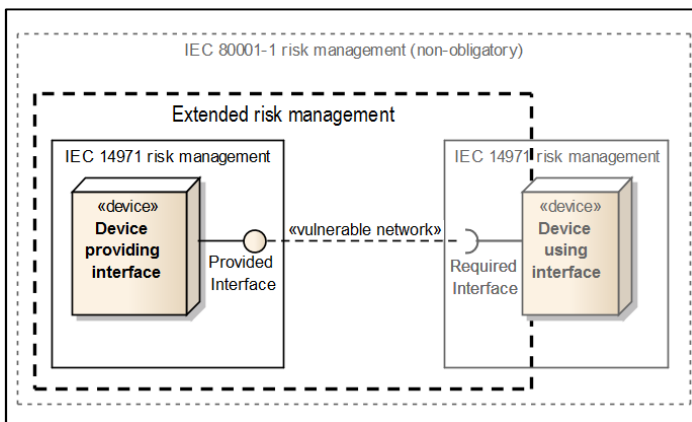 IEC 80001-1 risk management (non-obligatory)
Extended risk management
IEC 14971 risk management
IEC 14971 risk management
«device»
Device
providing
interface
Provided
Interface
«vulnerable network»
Required
Interface
«device»
Device
using
interface